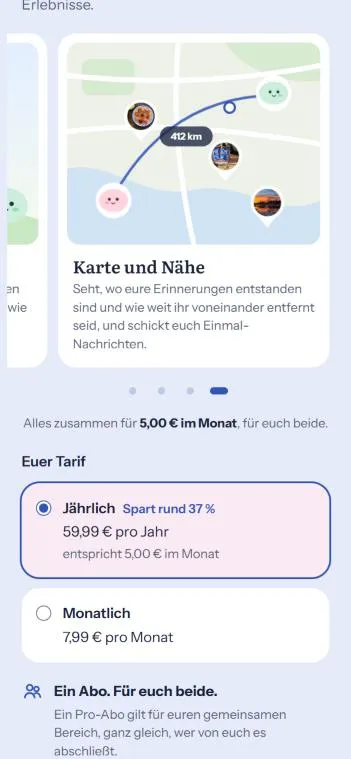 Erlebnisse.
en
wie
412 km
Karte und Nähe
Seht, wo eure Erinnerungen entstanden
sind und wie weit ihr voneinander entfernt
seid, und schickt euch Einmal-
Nachrichten.
Alles zusammen für 5,00 € im Monat, für euch beide.
Euer Tarif
Jährlich Spart rund 37 %
59,99 € pro Jahr
entspricht 5,00 € im Monat
Monatlich
7,99 € pro Monat
Ein Abo. Für euch beide.
Ein Pro-Abo gilt für euren gemeinsamen
Bereich, ganz gleich, wer von euch es
abschließt.